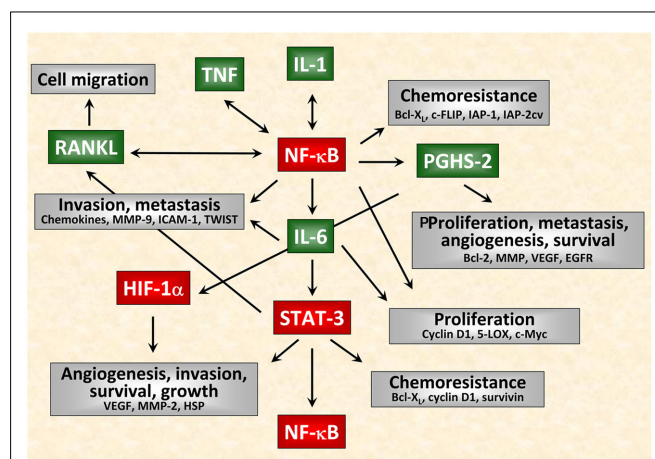 IL-1
TNF
Cell migration
Chemoresistance
Bcl-XL, c-FLIP, IAP-1, IAP-2cv
RANKL
NF-κB
PGHS-2
Invasion, metastasis
Chemokines, MMP-9, ICAM-1, TWIST
PProliferation, metastasis,
angiogenesis, survival
Bcl-2, MMP, VEGF, EGFR
IL-6
HIF-1α
STAT-3
Proliferation
Cyclin D1, 5-LOX, c-Myc
Angiogenesis, invasion,
survival, growth
VEGF, MMP-2, HSP
Chemoresistance
Bcl-XL, cyclin D1, survivin
NF-κB